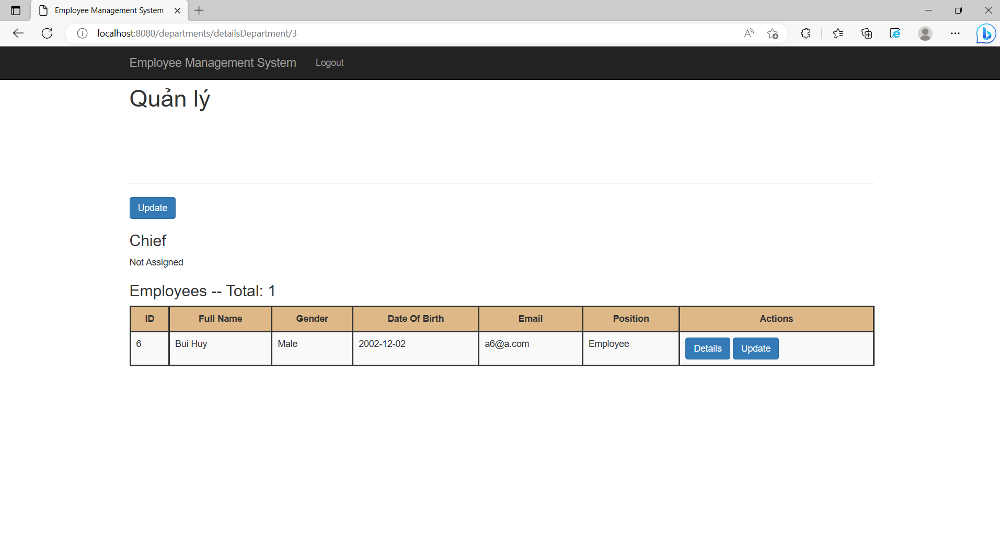 Employee Management System
localhost:8080/departments/detailsDepartment/3
Employee Management System Logout
Quản lý
Update
Chief
Not Assigned
Employees -- Total: 1
ID Full Name Gender Date Of Birth Email Position Actions
6 Bui Huy Male 2002-12-02 a6@a.com Employee Details Update